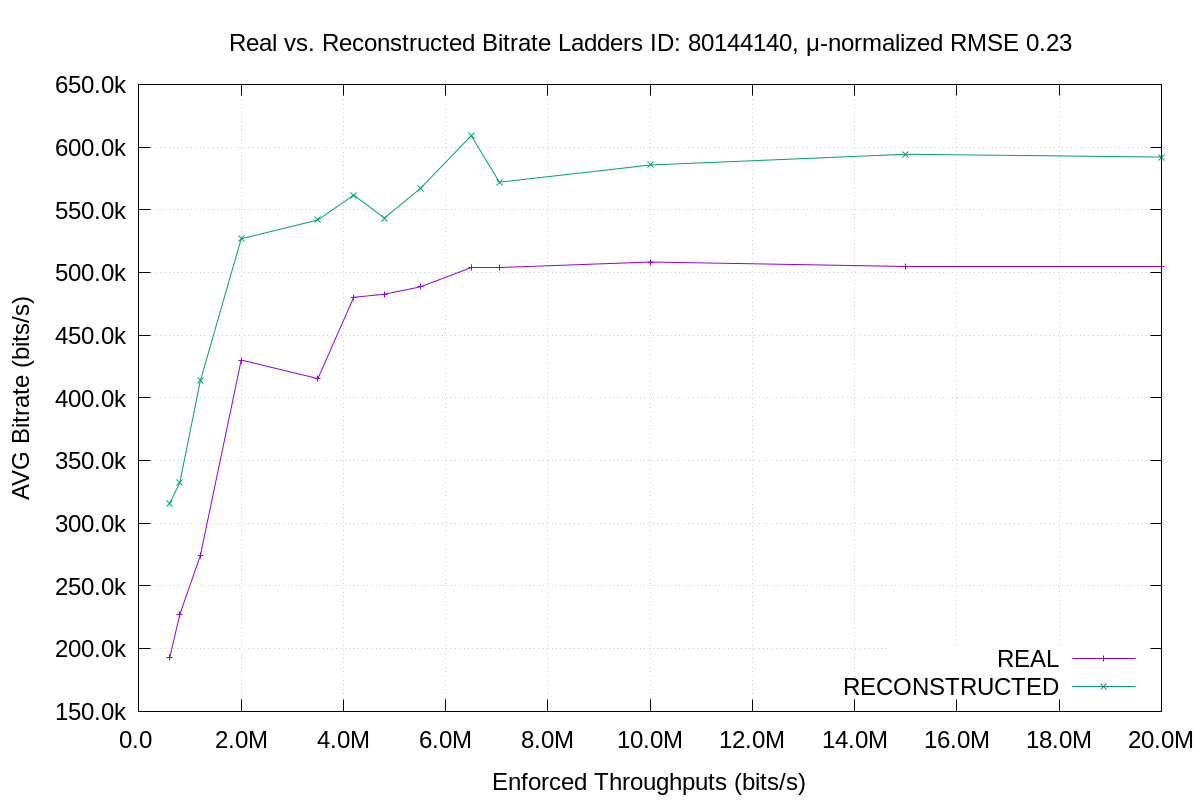 Real vs. Reconstructed Bitrate Ladders ID: 80144140, μ-normalized RMSE 0.23
650.0k
600.0k
550.0k
500.0k
450.0k
400.0k
350.0k
300.0k
250.0k
200.0k
150.0k
AVG Bitrate (bits/s)
REAL
RECONSTRUCTED
0.0 2.0M 4.0M 6.0M 8.0M 10.0M 12.0M 14.0M 16.0M 18.0M 20.0M
Enforced Throughputs (bits/s)